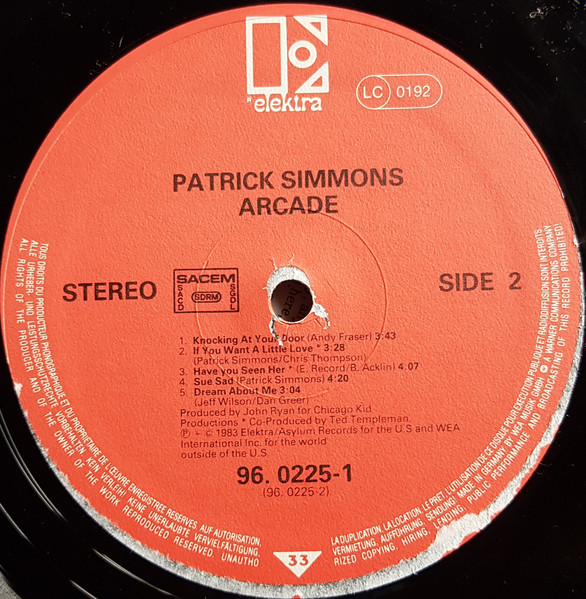 elektra
LC 0192
PATRICK SIMMONS
ARCADE
STEREO
SACEM
SACD
SDRM
SGDL
SIDE 2
1. Knocking At Your Door (Andy Fraser) 3:43
2. If You Want A Little Love * 3:28
(Patrick Simmons/Chris Thompson)
3. Have you Seen Her * (E. Record/B. Acklin) 4.07
4. Sue Sad (Patrick Simmons) 4:20
5. Dream About Me 3:04
(Jeff Wilson/Dan Greer)
Produced by John Ryan for Chicago Kid
Productions * Co-Produced by Ted Templeman.
Ⓟ - © 1983 Elektra/Asylum Records for the U.S and WEA
International Inc. for the world
outside of the U.S
96. 0225-1
(96. 0225-2)
33
TOUS DROITS DU PRODUCTEUR PHONOGRAPHIQUE ET DU PROPRIETAIRE DE L'ŒUVRE ENREGISTREE RESERVES. SAUF AUTORISATION,
LA DUPLICATION, LA LOCATION, LE PRET, L'UTILISATION DE CE DISQUE POUR EXECUTION PUBLIQUE ET RADIODIFFUSION SONT INTERDITS.
ALLE URHEBER- UND LEISTUNGSSCHUTZRECHTE VORBEHALTEN. KEIN VERLEIH! KEINE UNERLAUBTE VERVIELFÄLTIGUNG,
VERMIETUNG, AUFFÜHRUNG, SENDUNG! MADE IN GERMANY BY WEA MUSIK GMBH. Ⓐ A WARNER COMMUNICATIONS COMPANY
ALL RIGHTS OF THE PRODUCER AND OF THE OWNER OF THE WORK REPRODUCED RESERVED. UNAUTHO
RIZED COPYING, HIRING, LENDING, PUBLIC PERFORMANCE AND BROADCASTING OF THIS RECORD PROHIBITED!